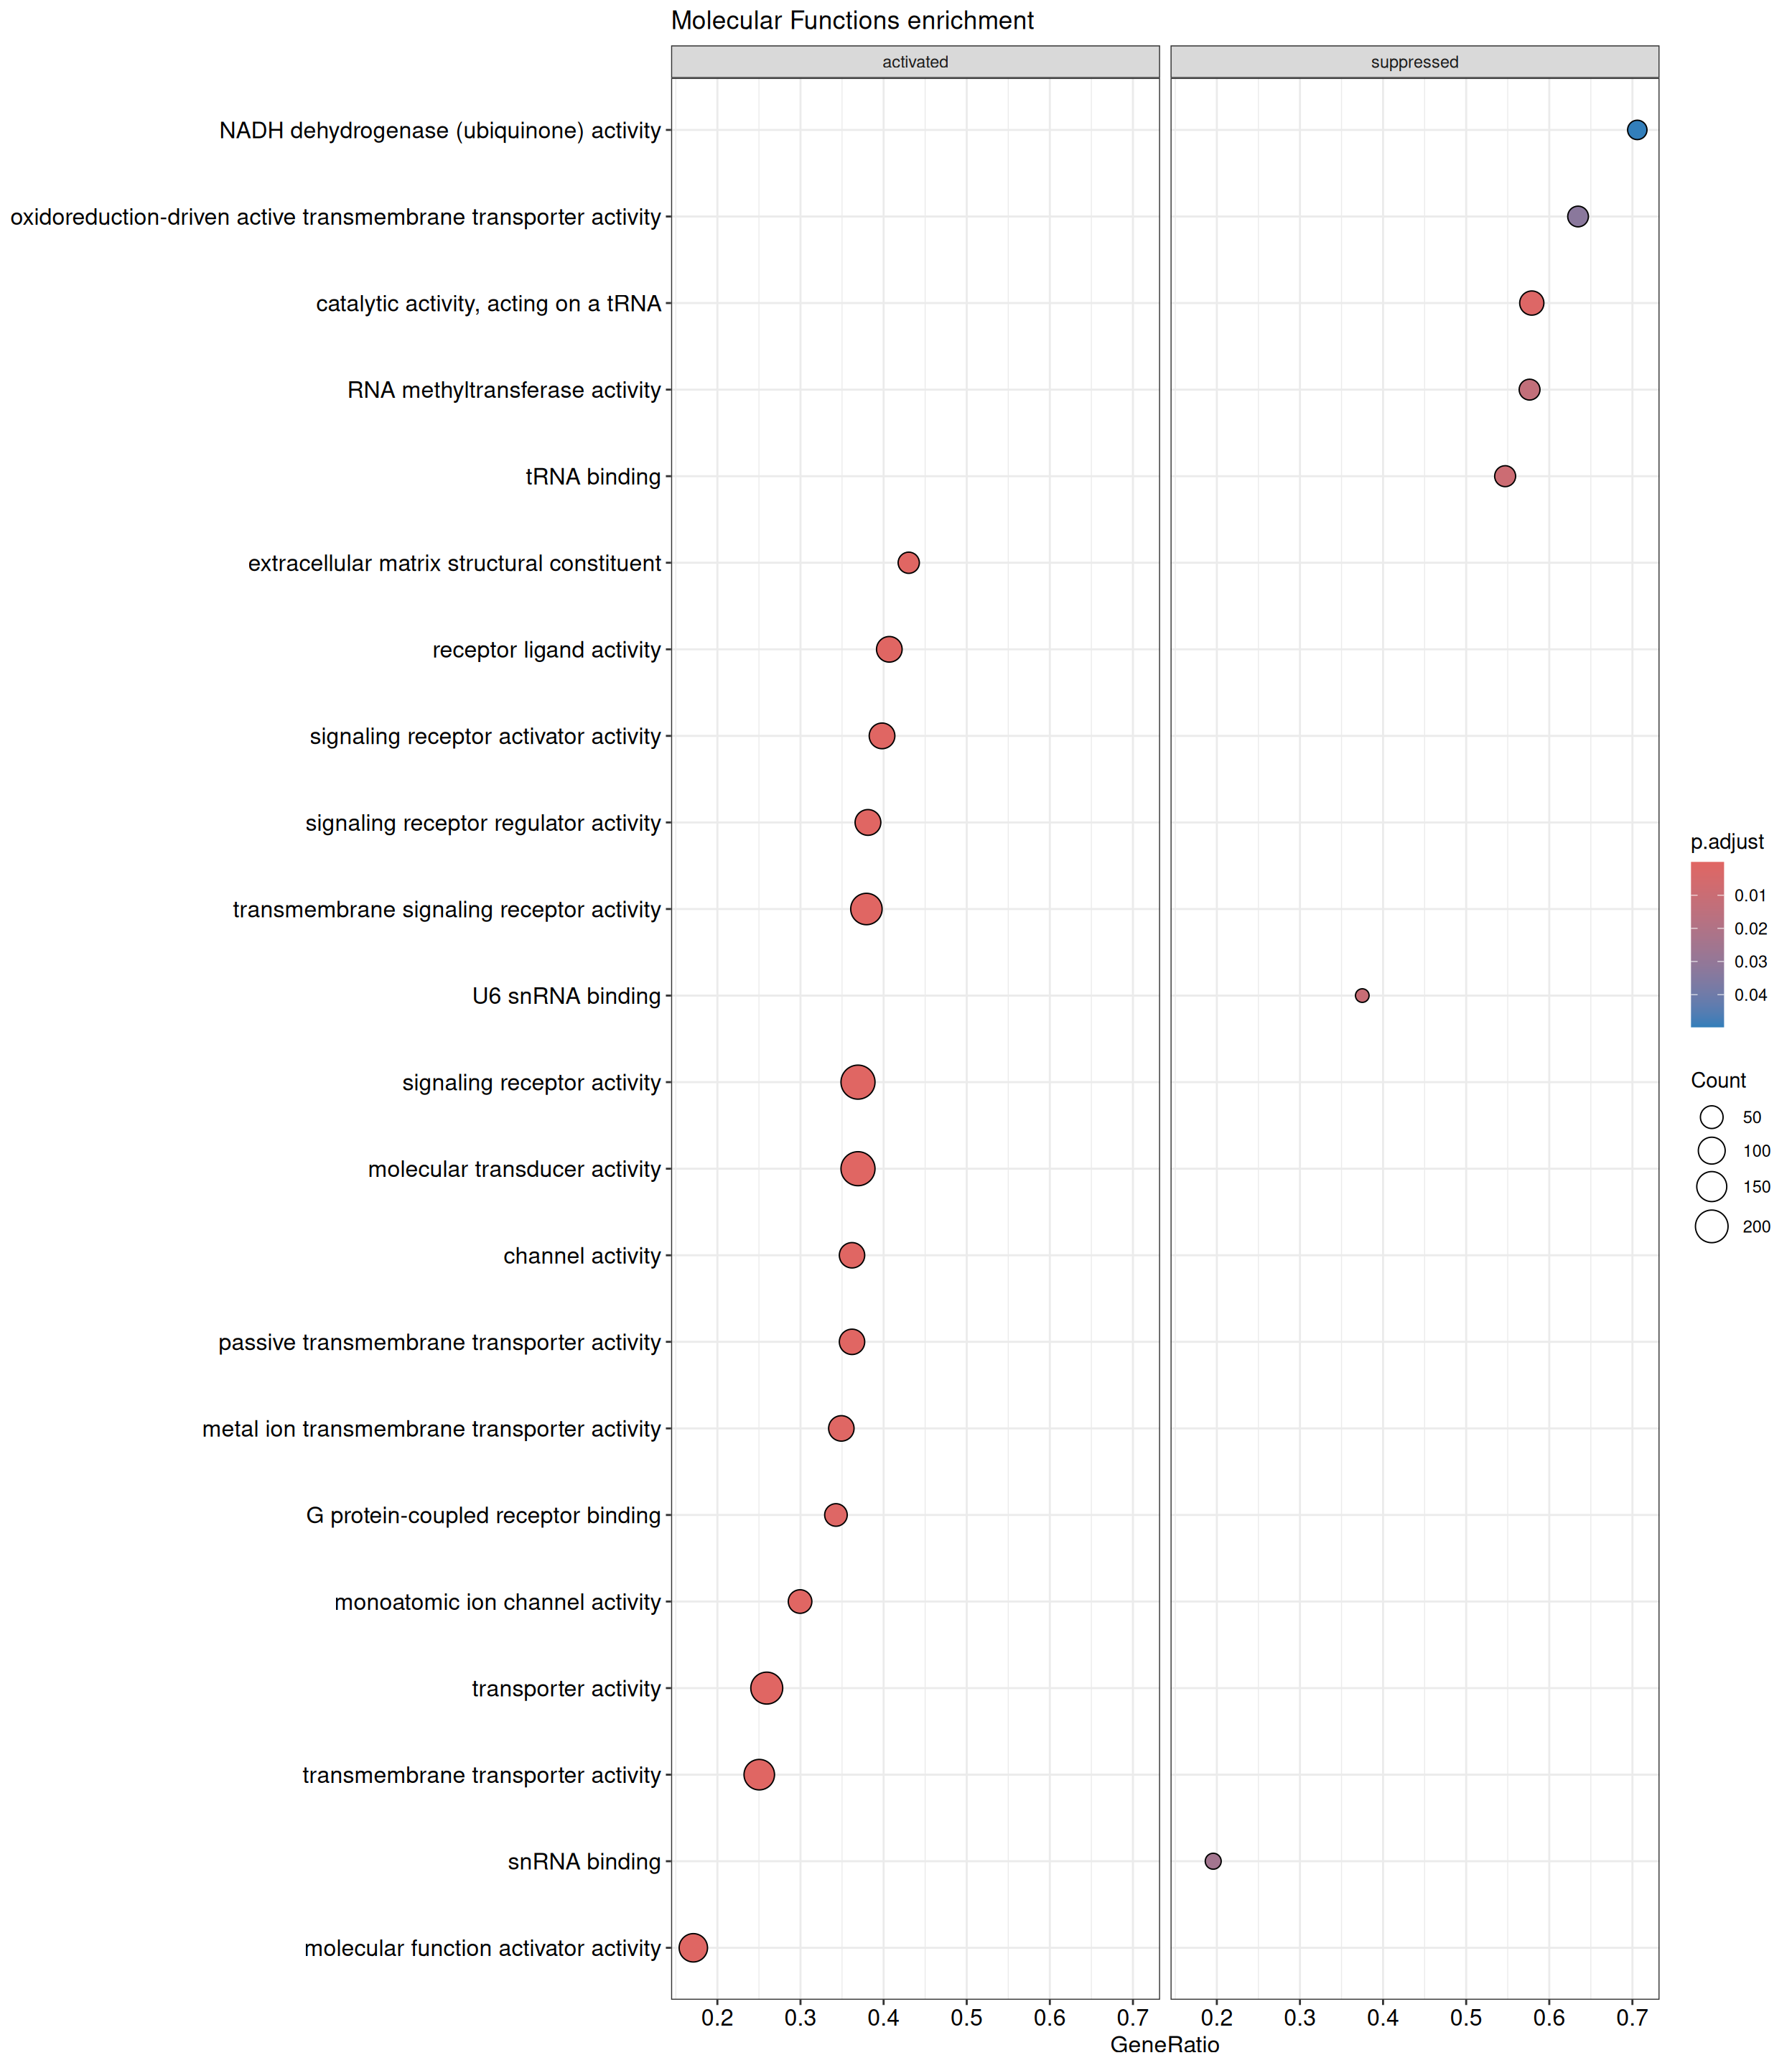 Molecular Functions enrichment
activated
suppressed
NADH dehydrogenase (ubiquinone) activity
oxidoreduction-driven active transmembrane transporter activity
catalytic activity, acting on a tRNA
RNA methyltransferase activity
tRNA binding
extracellular matrix structural constituent
receptor ligand activity
signaling receptor activator activity
signaling receptor regulator activity
transmembrane signaling receptor activity
U6 snRNA binding
signaling receptor activity
molecular transducer activity
channel activity
passive transmembrane transporter activity
metal ion transmembrane transporter activity
G protein-coupled receptor binding
monoatomic ion channel activity
transporter activity
transmembrane transporter activity
snRNA binding
molecular function activator activity
0.2 0.3 0.4 0.5 0.6 0.7
0.2 0.3 0.4 0.5 0.6 0.7
GeneRatio
p.adjust
0.01
0.02
0.03
0.04
Count
50
100
150
200